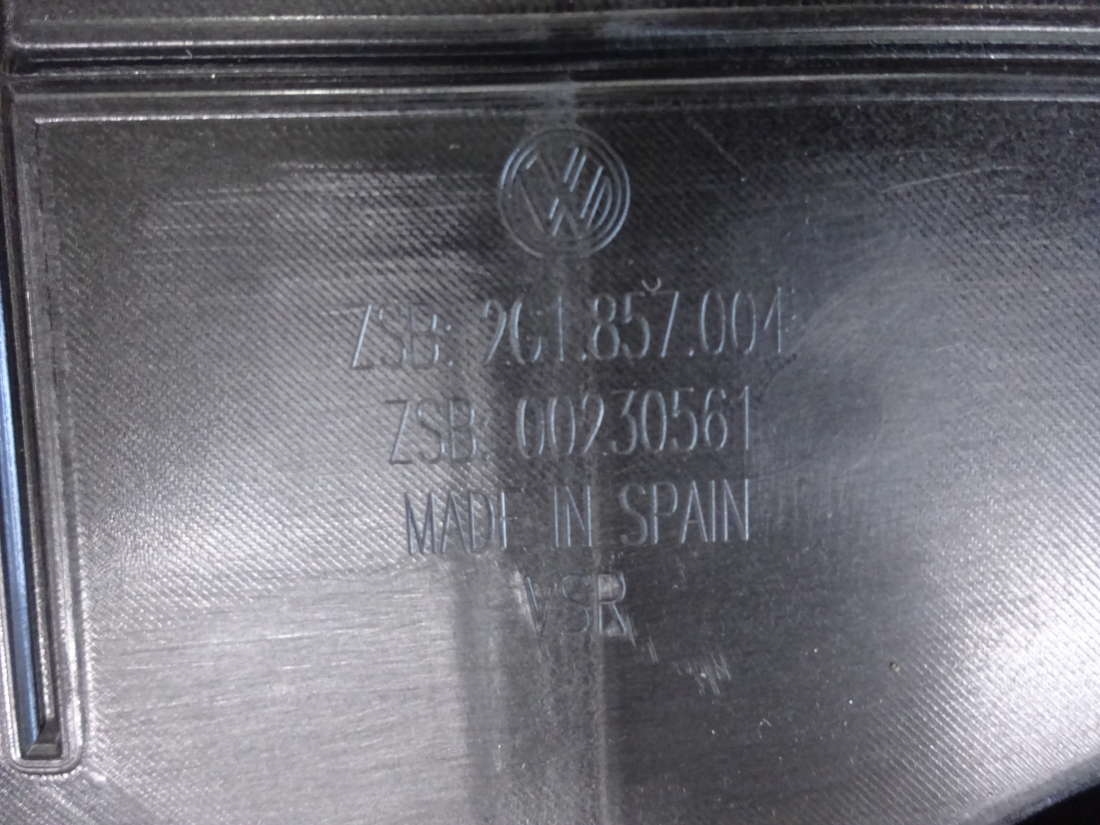 ZSB: 2G1.857.001
ZSB: 00230561
MADE IN SPAIN
VSR